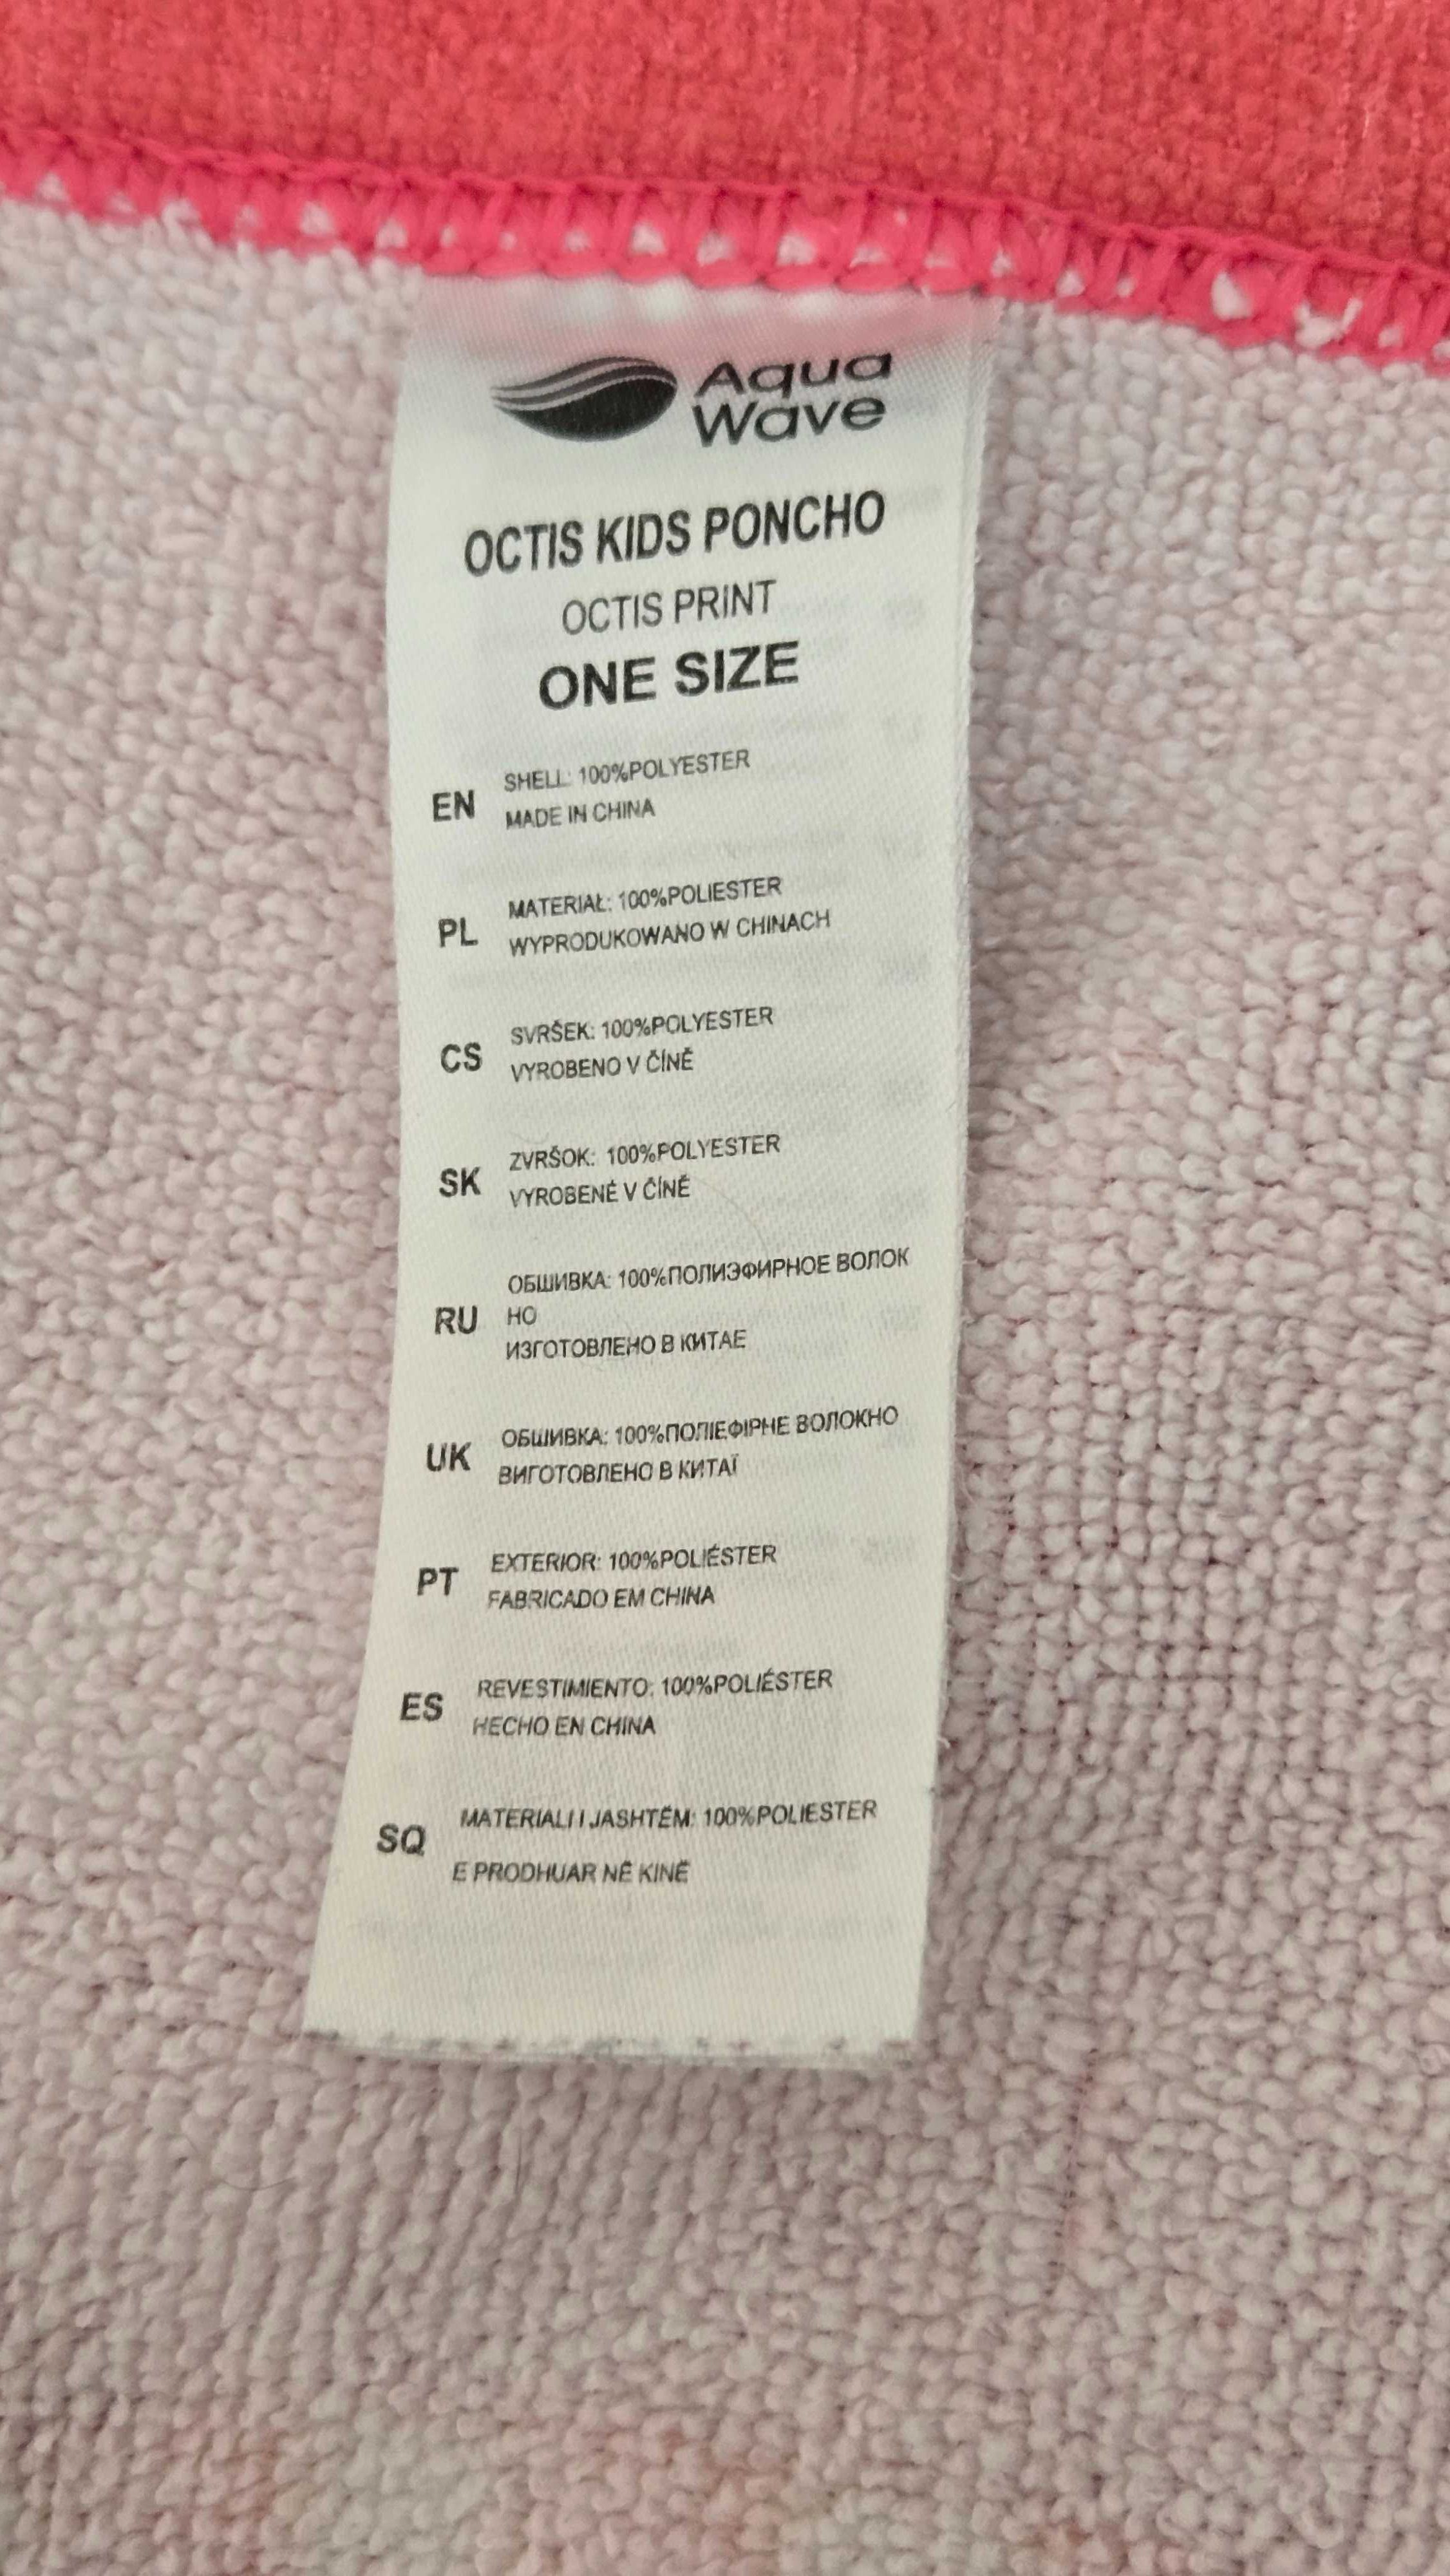 Aqua
Wave
OCTIS KIDS PONCHO
OCTIS PRINT
ONE SIZE
EN
SHELL: 100%POLYESTER
MADE IN CHINA
PL
MATERIAŁ: 100%POLIESTER
WYPRODUKOWANO W CHINACH
CS
SVRŠEK: 100%POLYESTER
VYROBENO V ČÍNĚ
SK
ZVRŠOK: 100%POLYESTER
VYROBENÉ V ČÍNĚ
RU
ОБШИВКА: 100%ПОЛИЭФИРНОЕ ВОЛОК
НО
ИЗГОТОВЛЕНО В КИТАЕ
UK
ОБШИВКА: 100%ПОЛІЕФІРНЕ ВОЛОКНО
ВИГОТОВЛЕНО В КИТАЇ
PT
EXTERIOR: 100%POLIÉSTER
FABRICADO EM CHINA
ES
REVESTIMIENTO: 100%POLIÉSTER
HECHO EN CHINA
SQ
MATERIALI I JASHTËM: 100%POLIESTER
E PRODHUAR NË KINË